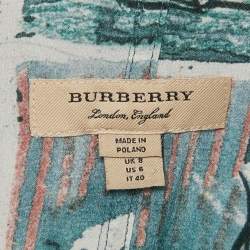 BURBERRY
London, England
MADE IN
POLAND
UK 8
US 6
IT 40